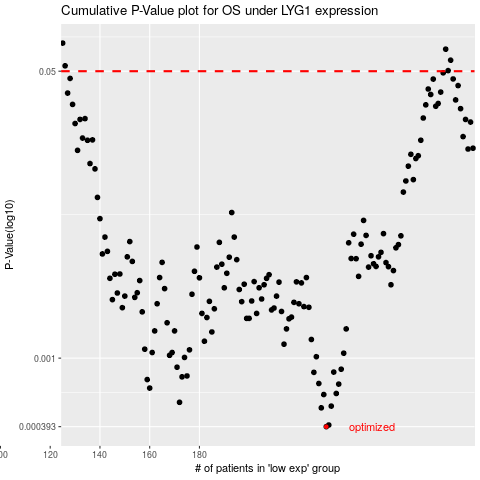 Cumulative P-Value plot for OS under LYG1 expression
P-Value(log10)
0.05
0.001
0.000393
optimized
00 120 140 160 180
# of patients in 'low exp' group